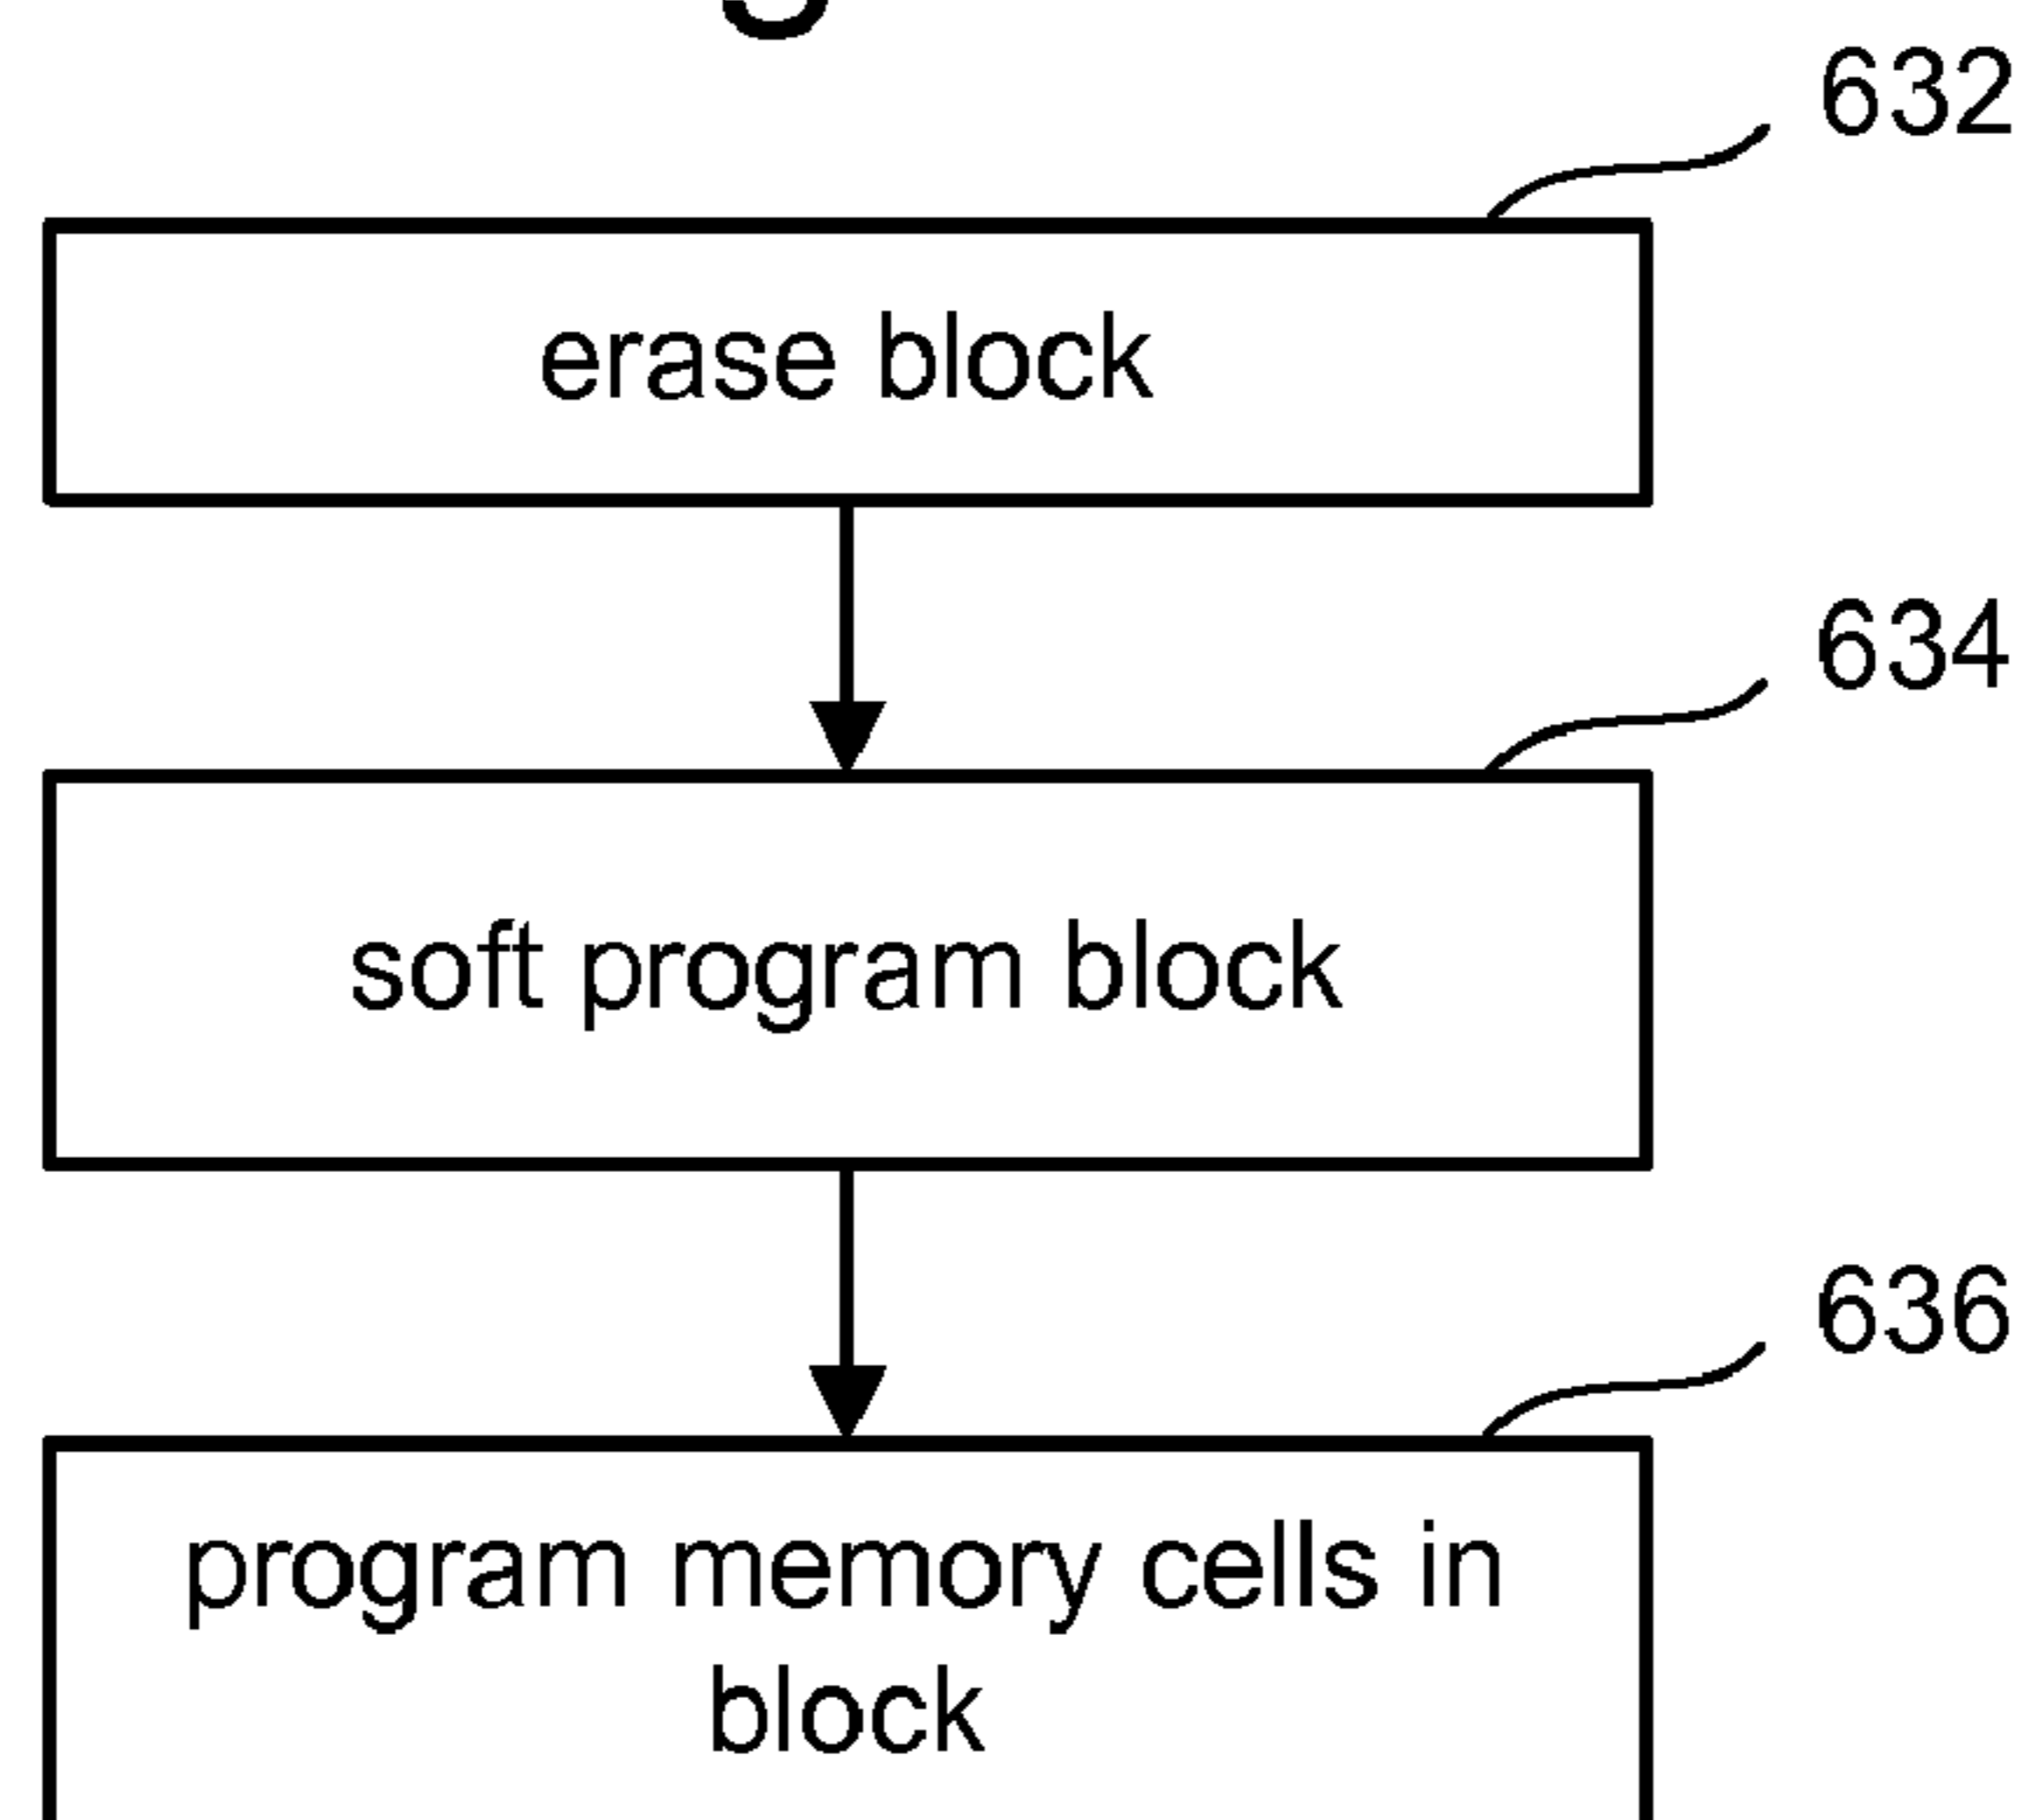 632
erase block
634
soft program block
636
program memory cells in
block